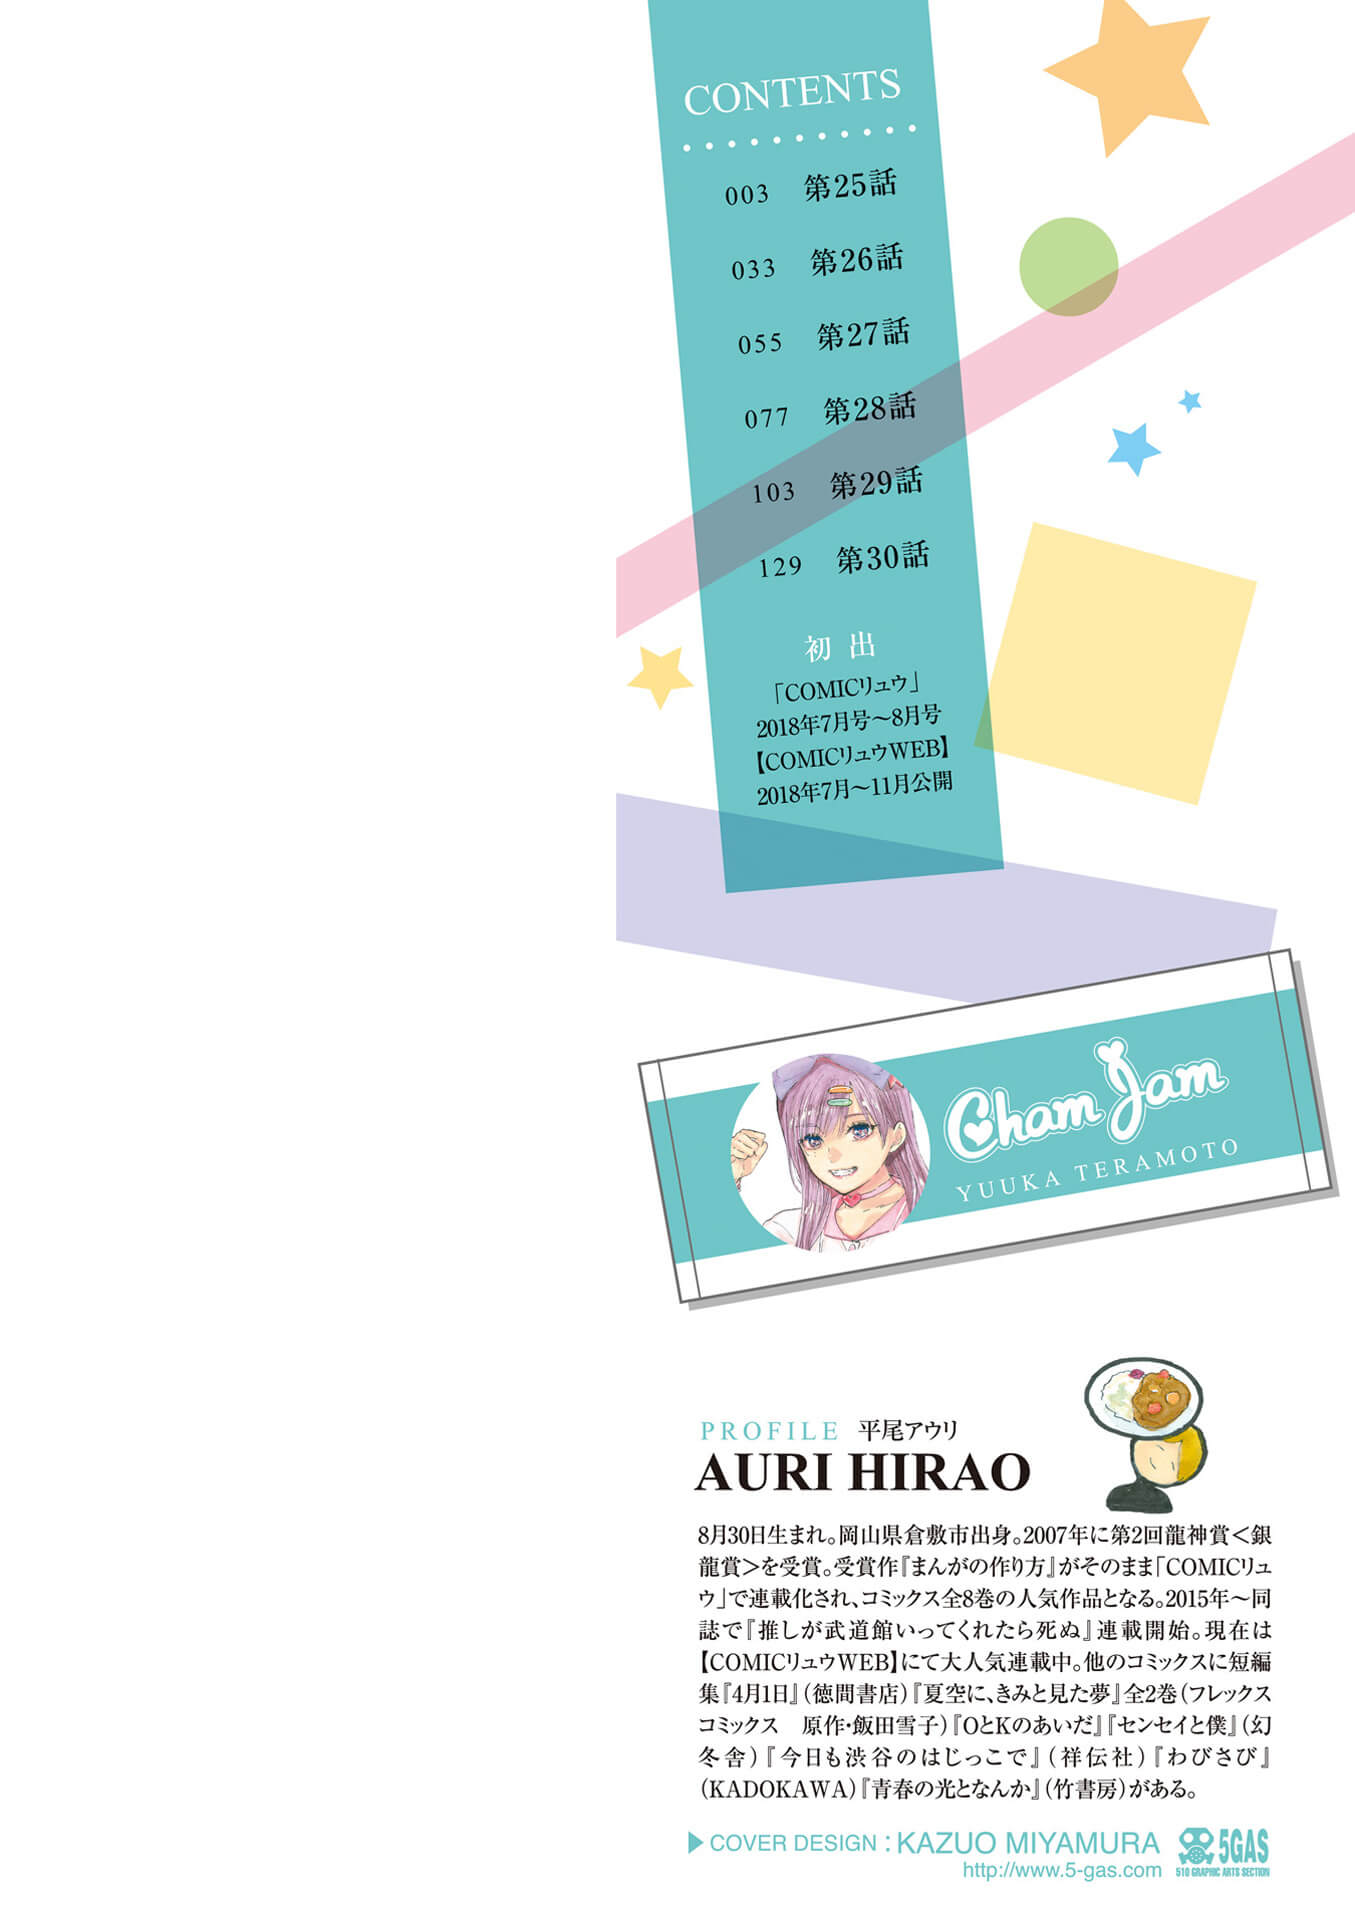 CONTENTS
003 第25話
033 第26話
055 第27話
077 第28話
103 第29話
129 第30話
初出
「COMICリュウ」
2018年7月号〜8月号
【COMICリュウWEB】
2018年7月〜11月公開
Cham Jam
YUUKA TERAMOTO
PROFILE 平尾アウリ
AURI HIRAO
8月30日生まれ。岡山県倉敷市出身。2007年に第2回龍神賞＜銀
龍賞＞を受賞。受賞作『まんがの作り方』がそのまま「COMICリュ
ウ」で連載化され、コミックス全8巻の人気作品となる。2015年〜同
誌で『推しが武道館いってくれたら死ぬ』連載開始。現在は
【COMICリュウWEB】にて大人気連載中。他のコミックスに短編
集『4月1日』（徳間書店）『夏空に、きみと見た夢』全2巻（フレックス
コミックス　原作・飯田雪子）『OとKのあいだ』『センセイと僕』（幻
冬舎）『今日も渋谷のはじっこで』（祥伝社）『わびさび』
（KADOKAWA）『青春の光となんか』（竹書房）がある。
▶COVER DESIGN：KAZUO MIYAMURA
http://www.5-gas.com
5GAS
510 GRAPHIC ARTS SECTION